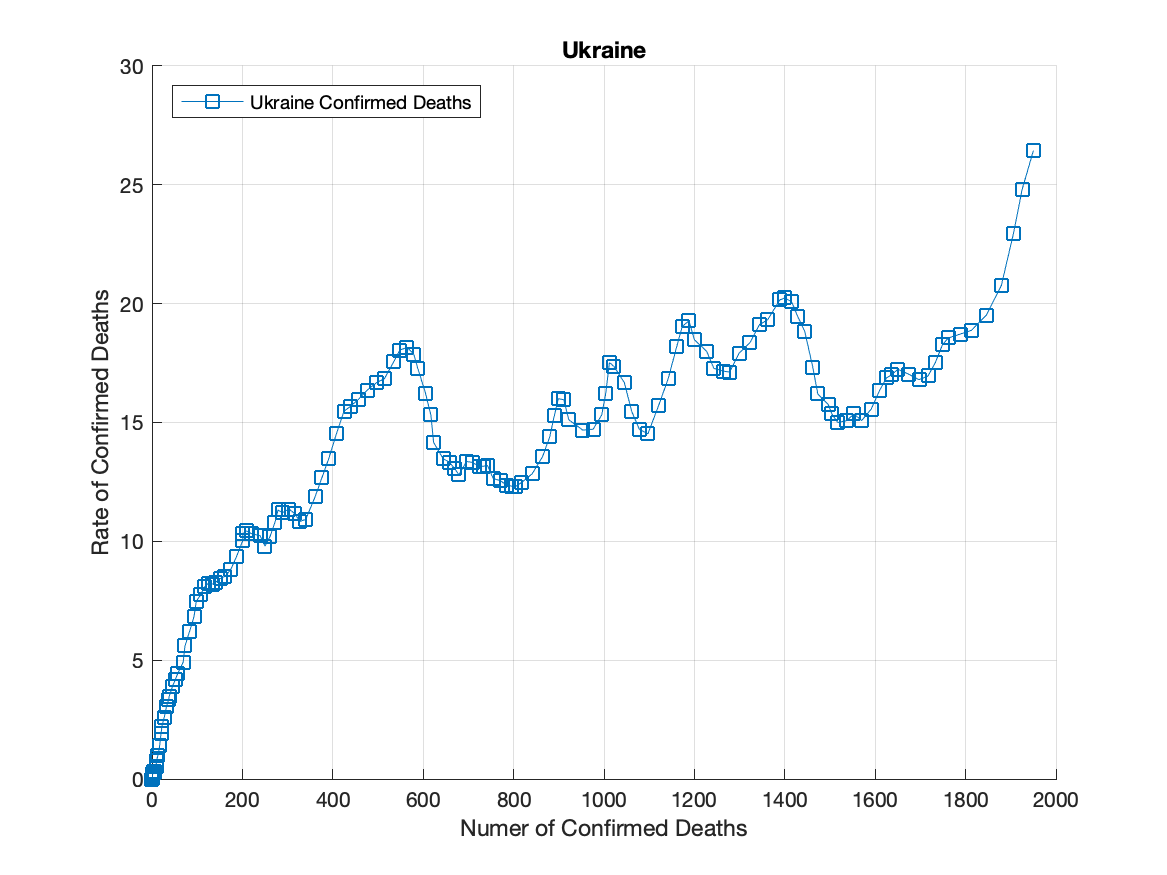 Ukraine
30
Ukraine Confirmed Deaths
25
20
15
10
5
0
Rate of Confirmed Deaths
0 200 400 600 800 1000 1200 1400 1600 1800 2000
Numer of Confirmed Deaths